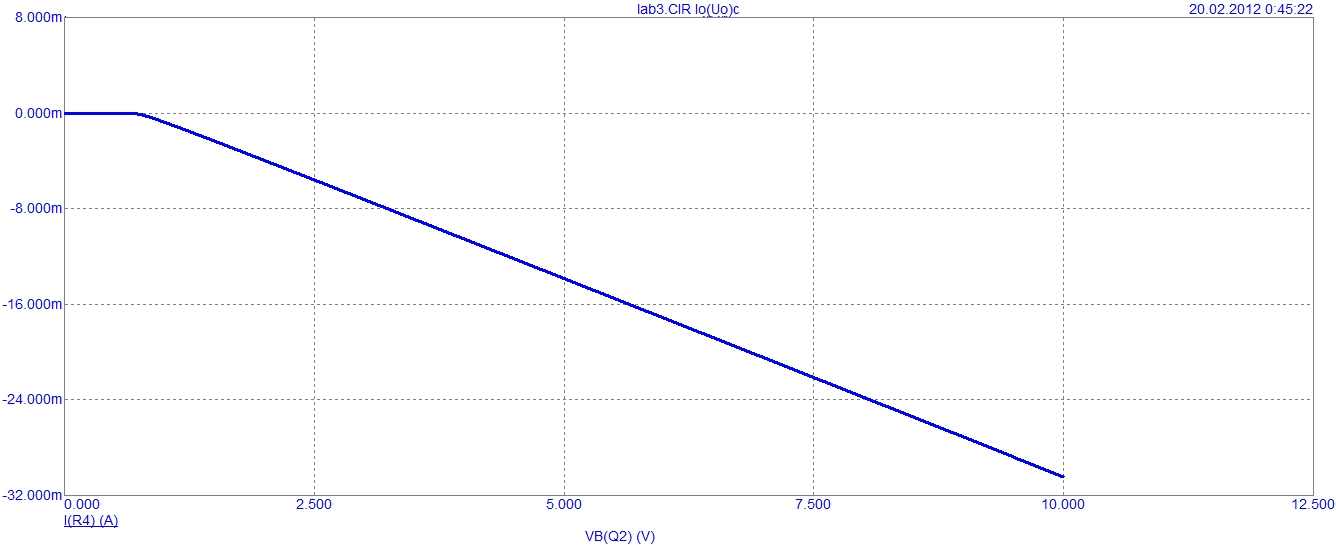 lab3.CIR Io(Uo)c 20.02.2012 0:45:22
8.000m
0.000m
-8.000m
-16.000m
-24.000m
-32.000m
0.000 2.500 5.000 7.500 10.000 12.500
I(R4) (A)
VB(Q2) (V)